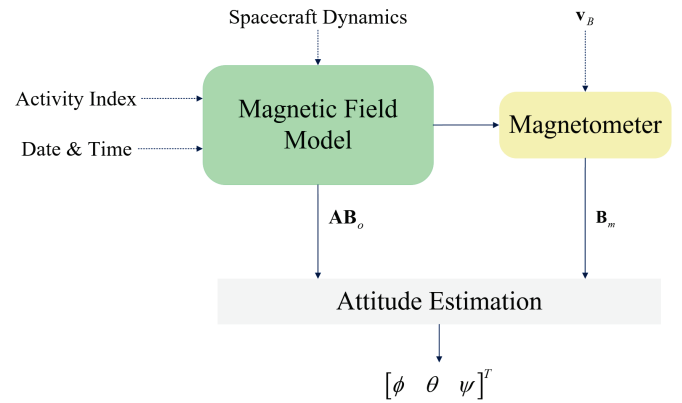 Spacecraft Dynamics
v_B
Activity Index
Date & Time
Magnetic Field
Model
Magnetometer
AB_o
B_m
Attitude Estimation
[ϕ θ ψ]^T